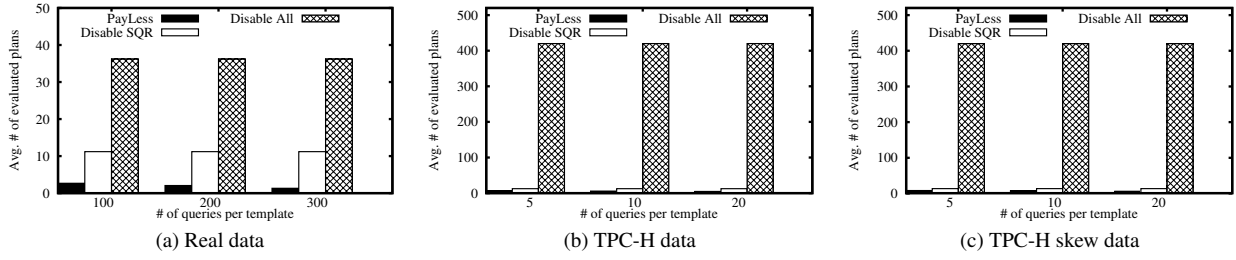 PayLess
Disable SQR
Disable All
Avg. # of evaluated plans
50
40
30
20
10
0
100
200
300
# of queries per template
(a) Real data
PayLess
Disable SQR
Disable All
Avg. # of evaluated plans
500
400
300
200
100
0
5
10
20
# of queries per template
(b) TPC-H data
PayLess
Disable SQR
Disable All
Avg. # of evaluated plans
500
400
300
200
100
0
5
10
20
# of queries per template
(c) TPC-H skew data